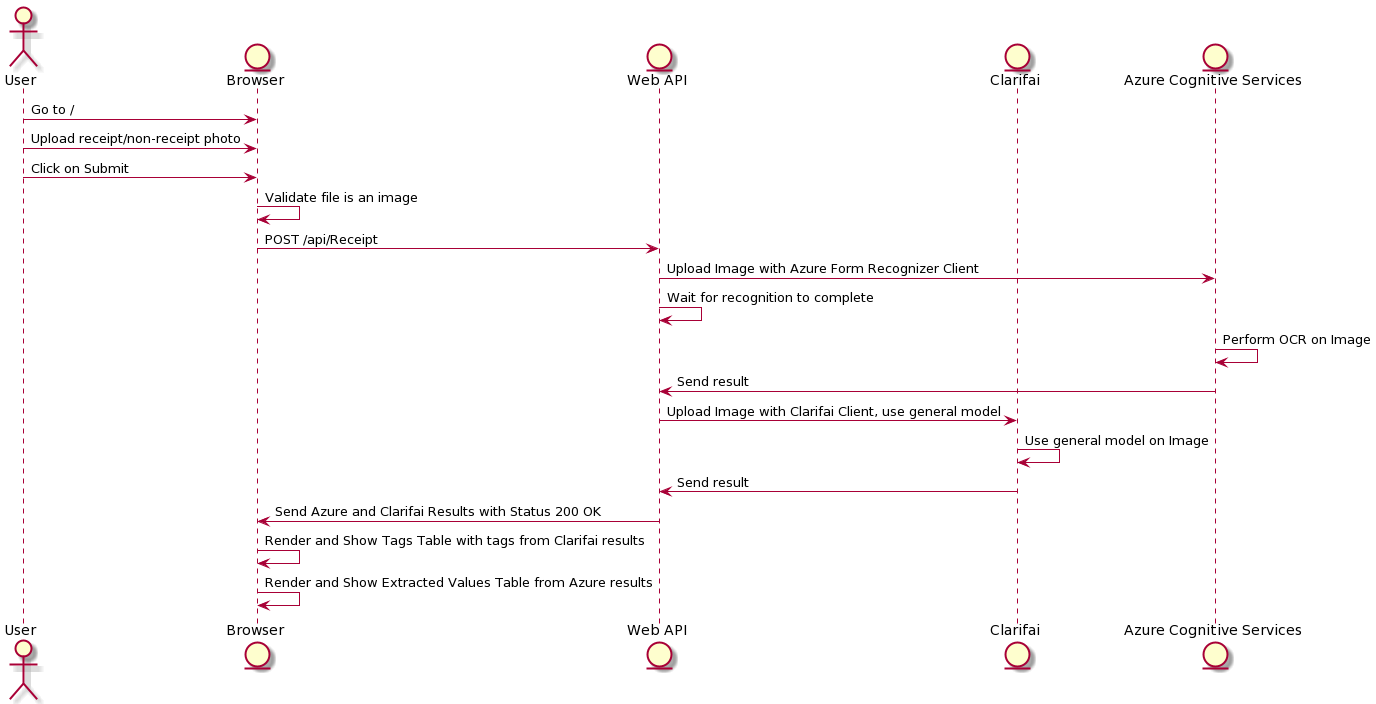 User
Browser
Web API
Clarifai
Azure Cognitive Services
Go to /
Upload receipt/non-receipt photo
Click on Submit
Validate file is an image
POST /api/Receipt
Upload Image with Azure Form Recognizer Client
Wait for recognition to complete
Perform OCR on Image
Send result
Upload Image with Clarifai Client, use general model
Use general model on Image
Send result
Send Azure and Clarifai Results with Status 200 OK
Render and Show Tags Table with tags from Clarifai results
Render and Show Extracted Values Table from Azure results
User
Browser
Web API
Clarifai
Azure Cognitive Services